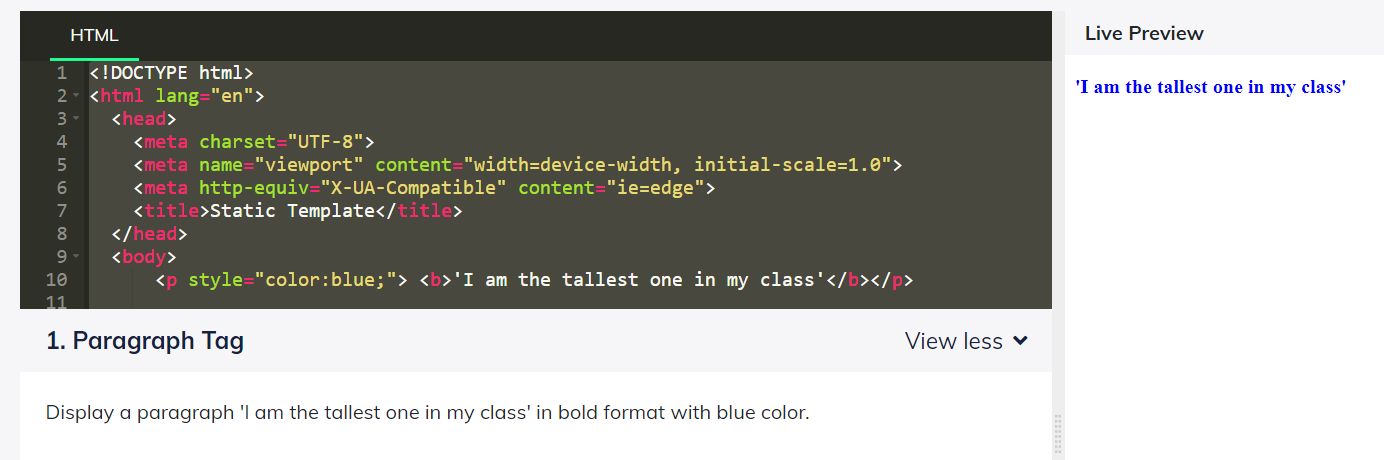 HTML
Live Preview
1 <!DOCTYPE html>
2 <html lang="en">
3 <head>
4 <meta charset="UTF-8">
5 <meta name="viewport" content="width=device-width, initial-scale=1.0">
6 <meta http-equiv="X-UA-Compatible" content="ie=edge">
7 <title>Static Template</title>
8 </head>
9 <body>
10 <p style="color:blue;"> <b>'I am the tallest one in my class'</b></p>
11
'I am the tallest one in my class'
1. Paragraph Tag
View less
Display a paragraph 'I am the tallest one in my class' in bold format with blue color.